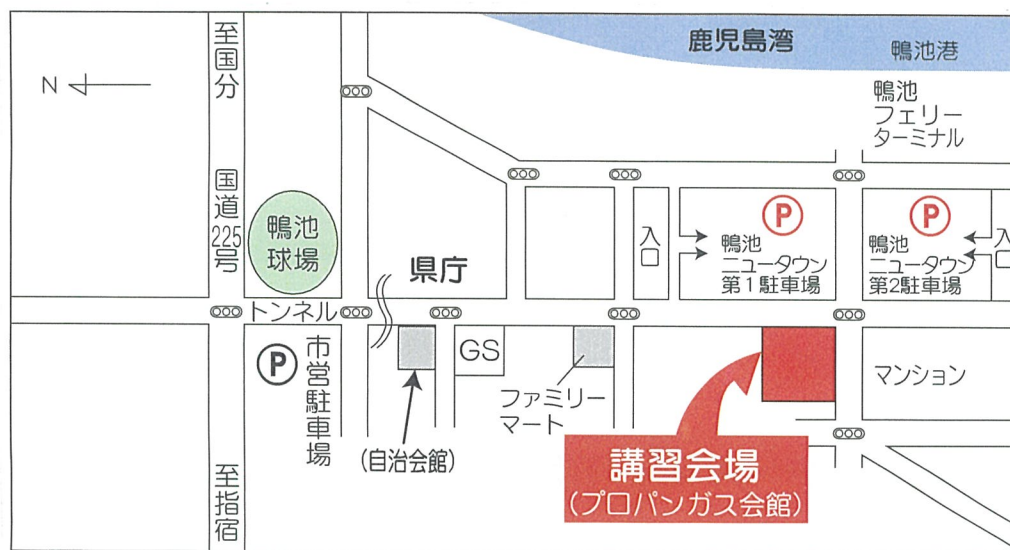 鹿児島湾
鴨池港
N
至国分
国道225号
至指宿
鴨池
フェリー
ターミナル
鴨池
球場
県庁
トンネル
入口
P
鴨池
ニュータウン
第1駐車場
P
鴨池
ニュータウン
第2駐車場
入口
P
市営駐車場
(自治会館)
GS
ファミリー
マート
マンション
講習会場
(プロパンガス会館)